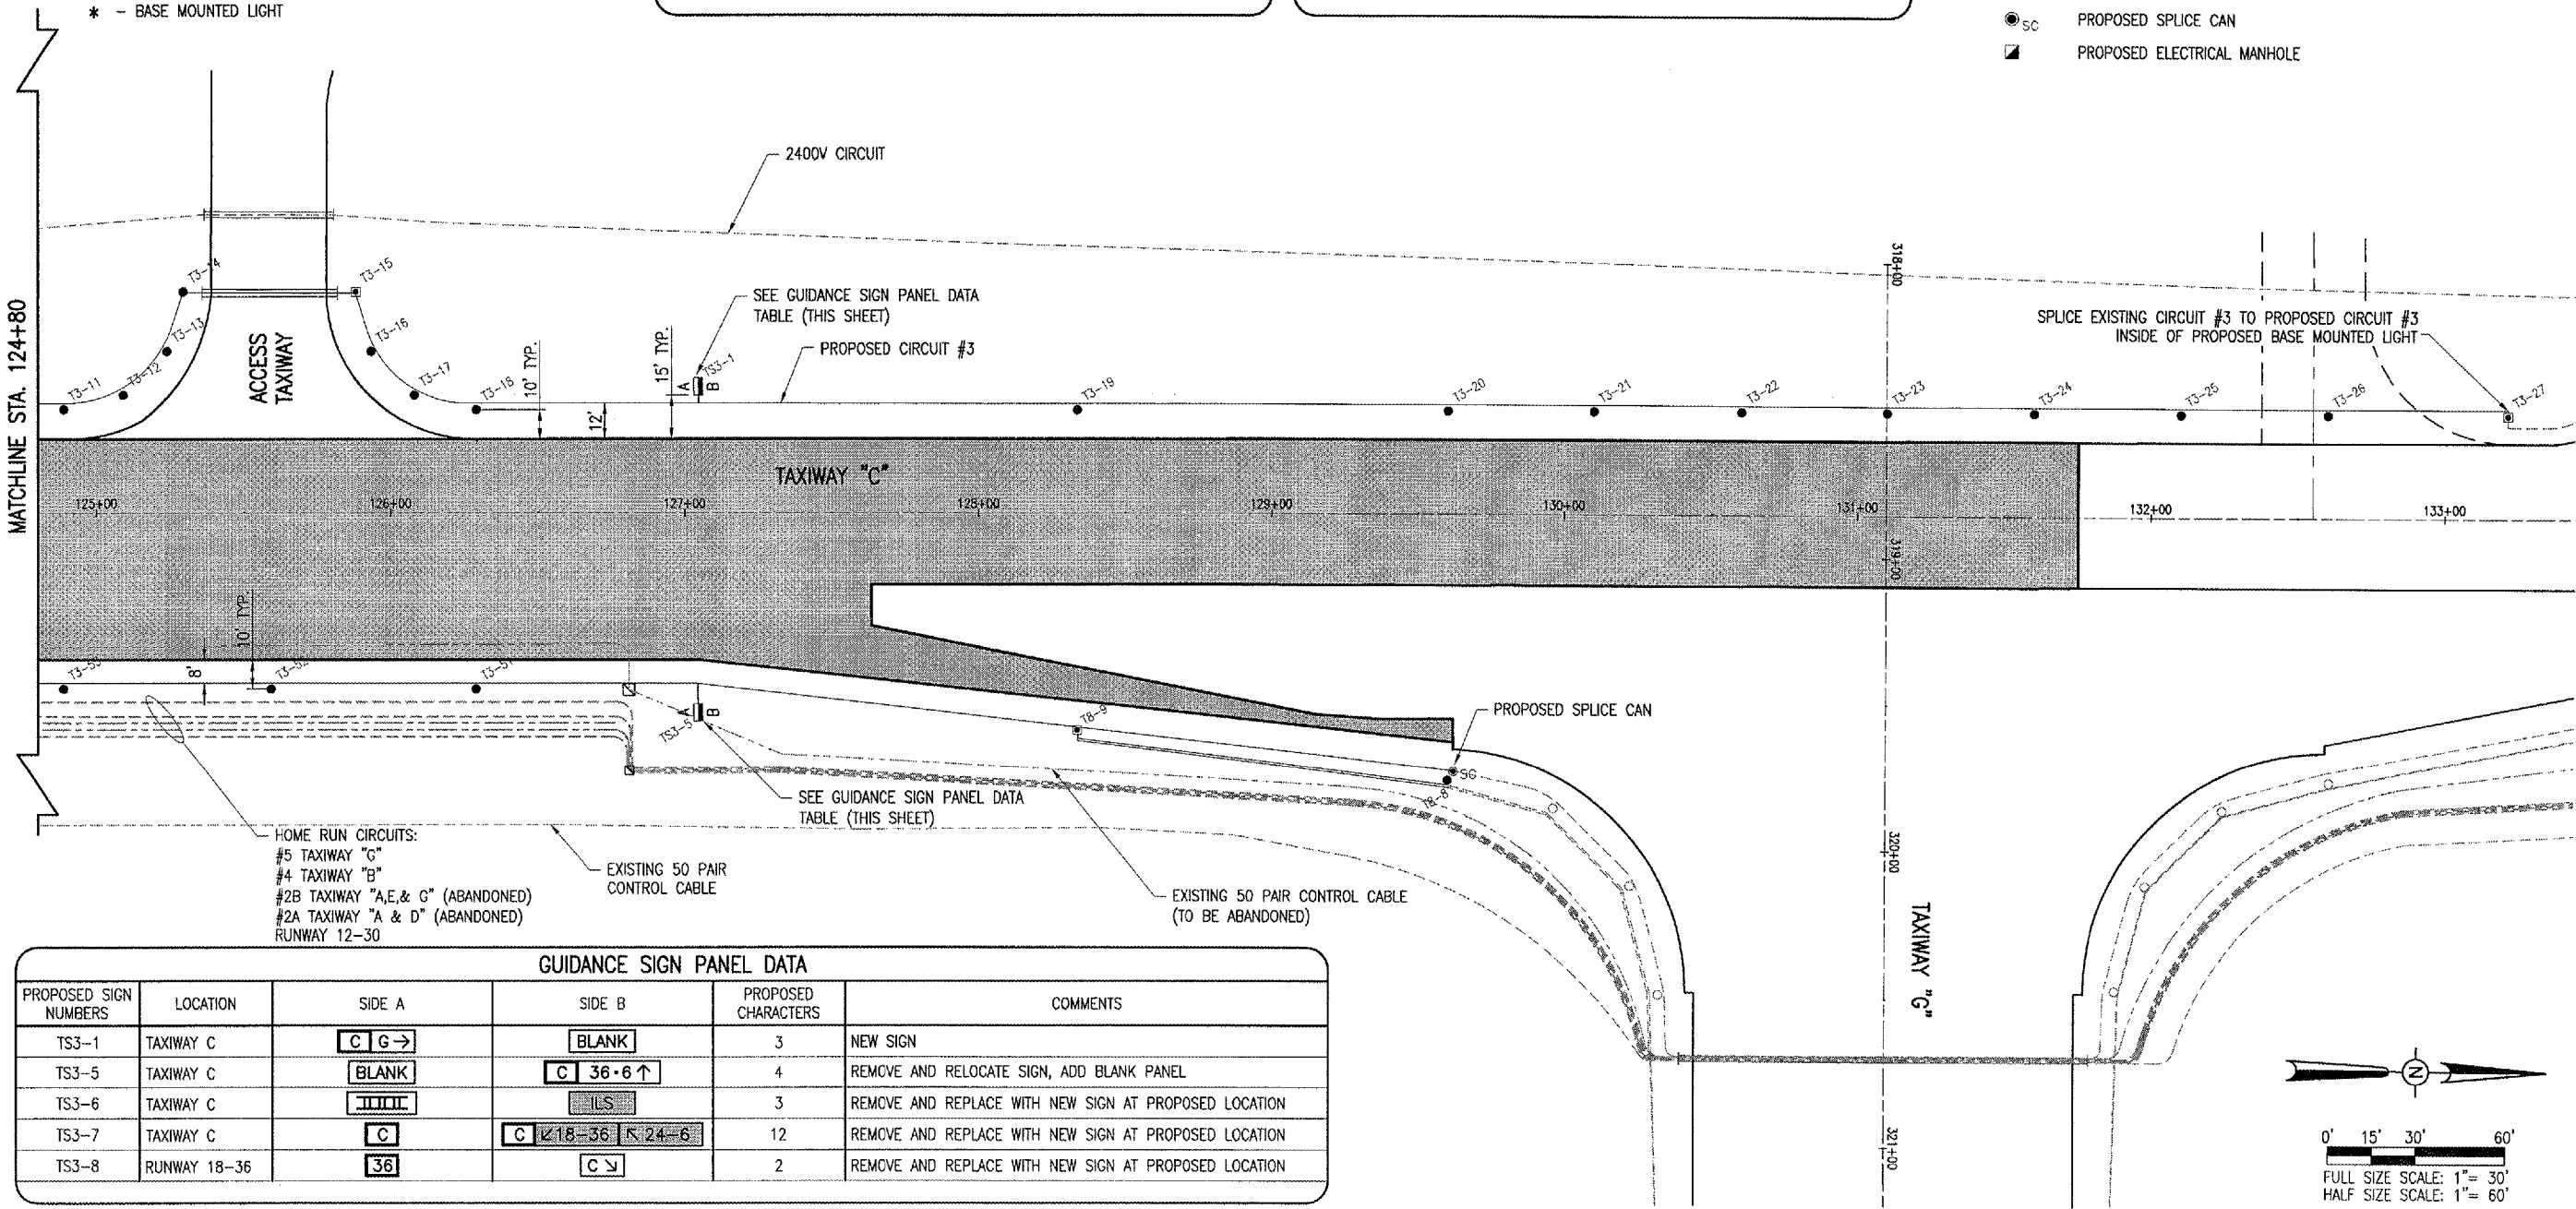 * - BASE MOUNTED LIGHT
SC PROPOSED SPLICE CAN
PROPOSED ELECTRICAL MANHOLE
MATCHLINE STA. 124+80
2400V CIRCUIT
318+00
T3-14
T3-15
T3-13
T3-16
T3-12
T3-17
T3-11
T3-18
ACCESS
TAXIWAY
10' TYP.
12'
15' TYP.
SEE GUIDANCE SIGN PANEL DATA
TABLE (THIS SHEET)
TS3-1
A
B
PROPOSED CIRCUIT #3
T3-19
T3-20
T3-21
T3-22
T3-23
T3-24
T3-25
T3-26
T3-27
SPLICE EXISTING CIRCUIT #3 TO PROPOSED CIRCUIT #3
INSIDE OF PROPOSED BASE MOUNTED LIGHT
TAXIWAY "C"
125+00
126+00
127+00
128+00
129+00
130+00
131+00
132+00
133+00
319+00
10' TYP.
8'
T3-52
T3-51
TS3-5
A
B
T8-9
PROPOSED SPLICE CAN
SC
T8-8
SEE GUIDANCE SIGN PANEL DATA
TABLE (THIS SHEET)
HOME RUN CIRCUITS:
#5 TAXIWAY "G"
#4 TAXIWAY "B"
#2B TAXIWAY "A,E,& G" (ABANDONED)
#2A TAXIWAY "A & D" (ABANDONED)
RUNWAY 12-30
EXISTING 50 PAIR
CONTROL CABLE
EXISTING 50 PAIR CONTROL CABLE
(TO BE ABANDONED)
320+00
TAXIWAY "G"
321+00
GUIDANCE SIGN PANEL DATA
PROPOSED SIGN NUMBERS LOCATION SIDE A SIDE B PROPOSED CHARACTERS COMMENTS
TS3-1 TAXIWAY C C G→ BLANK 3 NEW SIGN
TS3-5 TAXIWAY C BLANK C 36·6↑ 4 REMOVE AND RELOCATE SIGN, ADD BLANK PANEL
TS3-6 TAXIWAY C ILS 3 REMOVE AND REPLACE WITH NEW SIGN AT PROPOSED LOCATION
TS3-7 TAXIWAY C C C ↙18-36 ↖24-6 12 REMOVE AND REPLACE WITH NEW SIGN AT PROPOSED LOCATION
TS3-8 RUNWAY 18-36 36 C ↘ 2 REMOVE AND REPLACE WITH NEW SIGN AT PROPOSED LOCATION
N
0' 15' 30' 60'
FULL SIZE SCALE: 1"= 30'
HALF SIZE SCALE: 1"= 60'